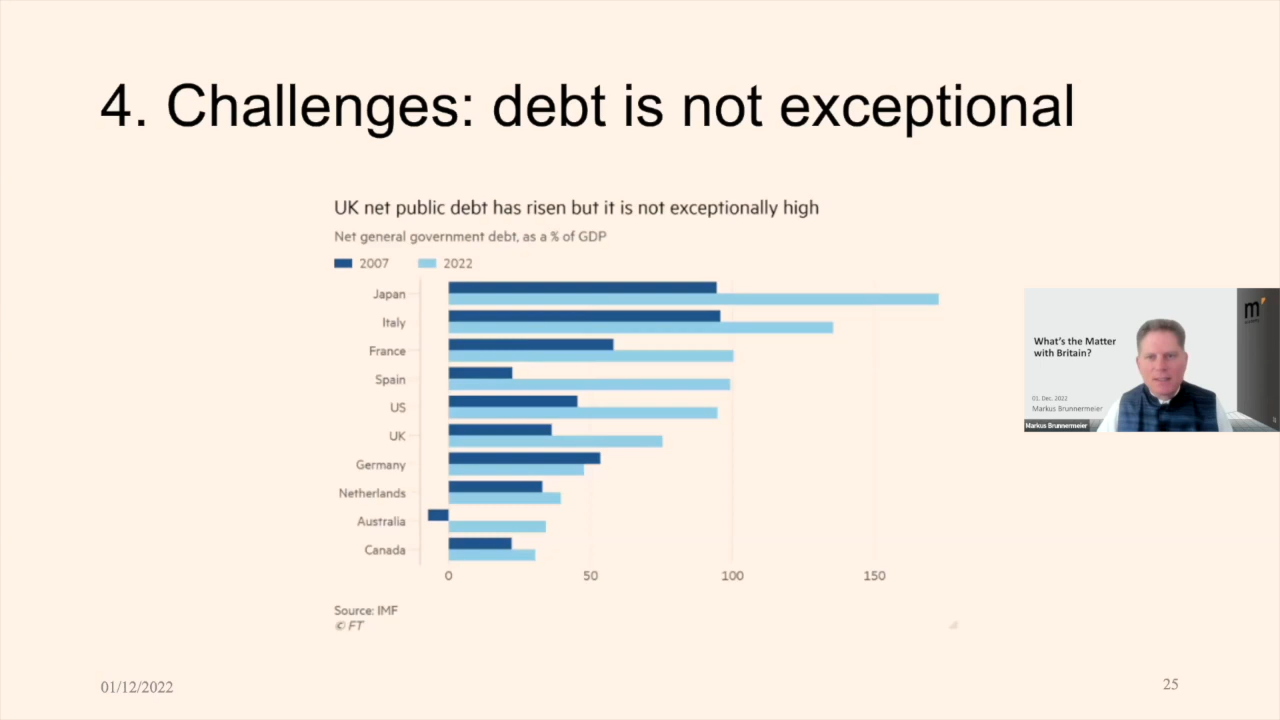 4. Challenges: debt is not exceptional
UK net public debt has risen but it is not exceptionally high
Net general government debt, as a % of GDP
2007 2022
Japan
Italy
France
Spain
US
UK
Germany
Netherlands
Australia
Canada
0 50 100 150
Source: IMF
© FT
m
What's the Matter
with Britain?
01. Dec. 2022
Markus Brunnermeier
Markus Brunnermeier
01/12/2022
25